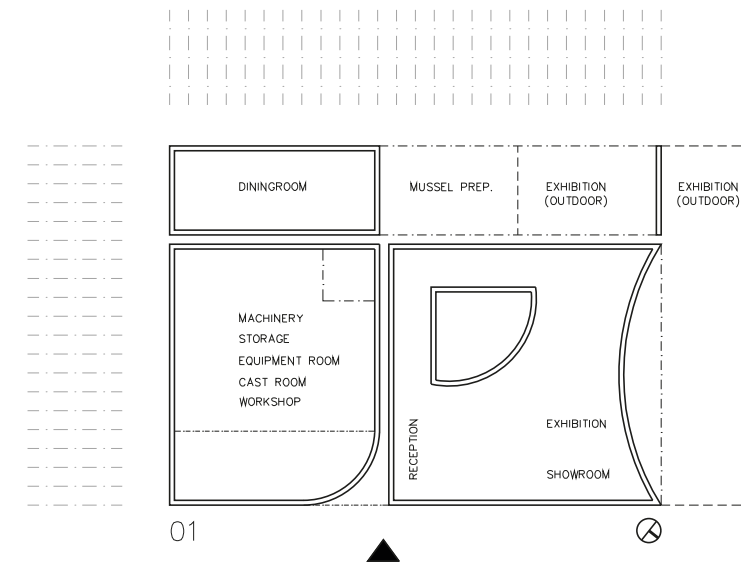 DININGROOM
MUSSEL PREP.
EXHIBITION
(OUTDOOR)
EXHIBITION
(OUTDOOR)
MACHINERY
STORAGE
EQUIPMENT ROOM
CAST ROOM
WORKSHOP
RECEPTION
EXHIBITION
SHOWROOM
01